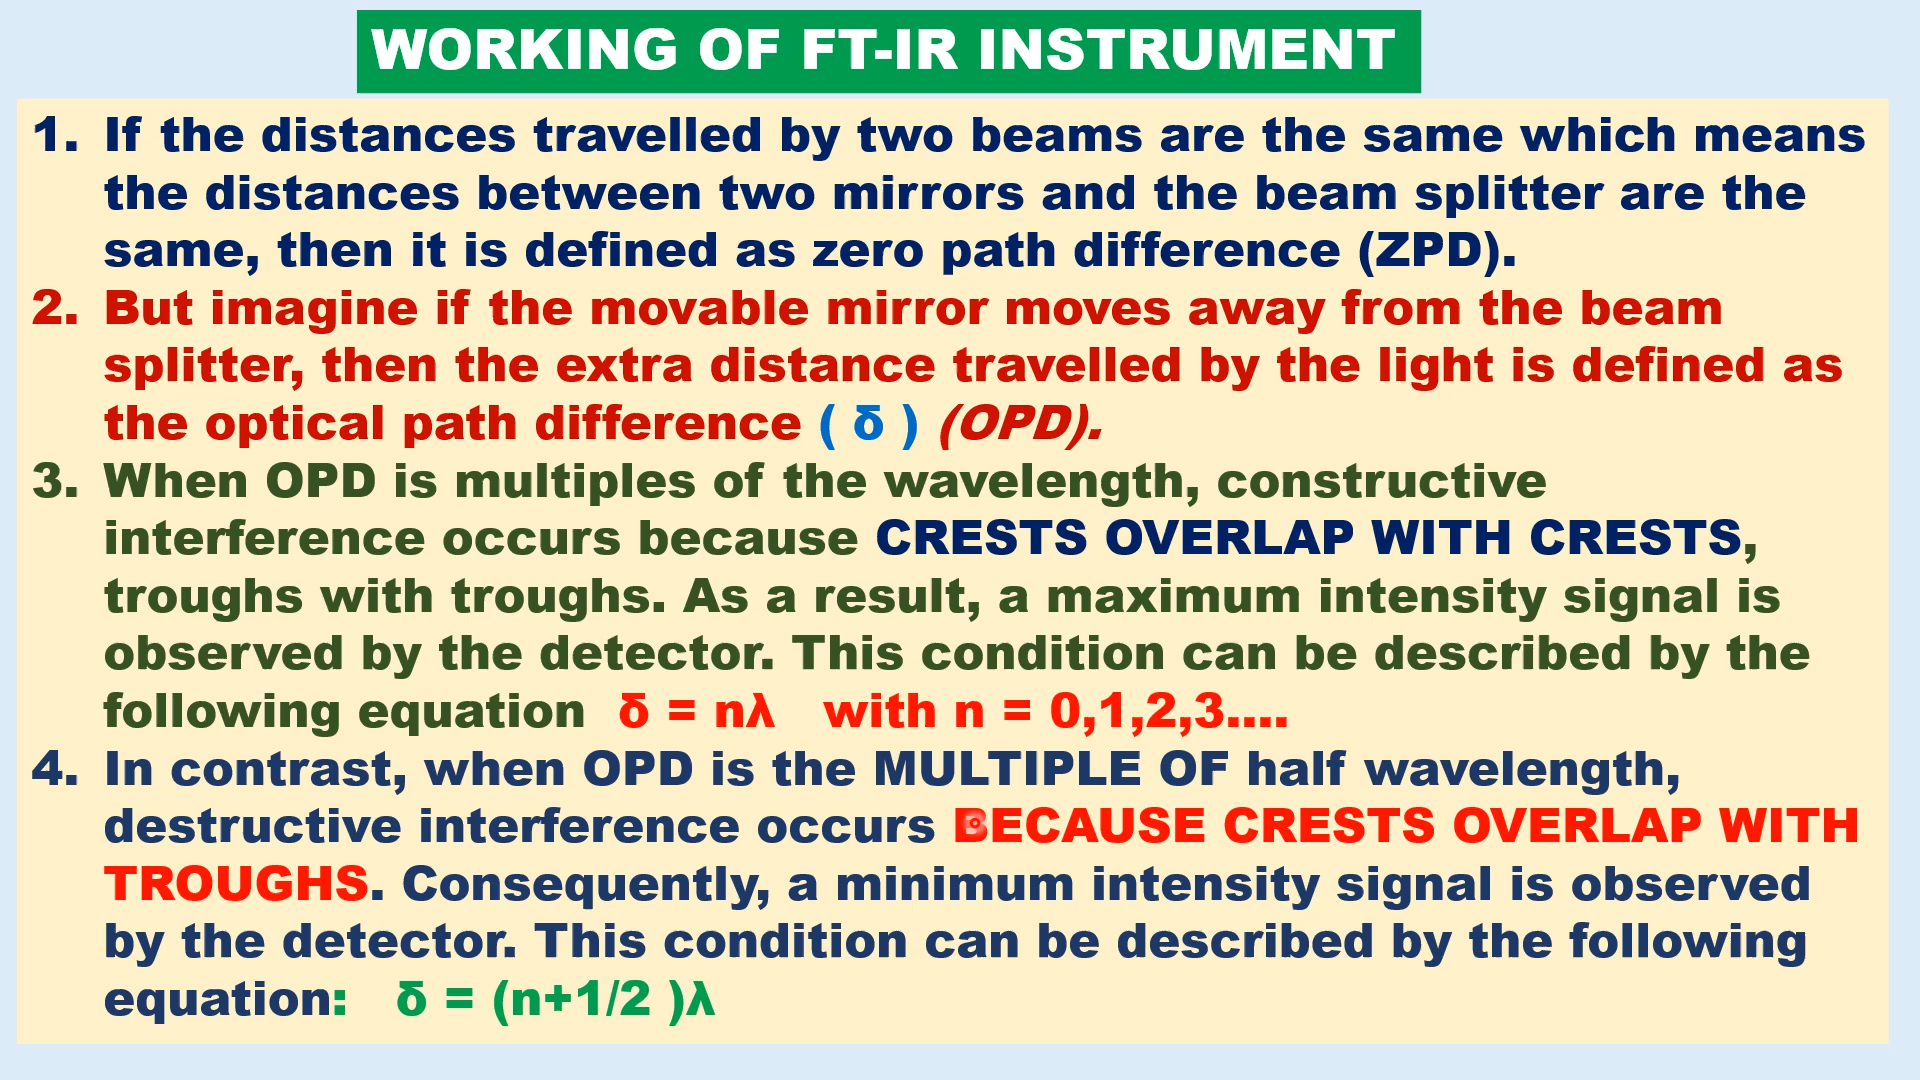 WORKING OF FT-IR INSTRUMENT
1. If the distances travelled by two beams are the same which means
the distances between two mirrors and the beam splitter are the
same, then it is defined as zero path difference (ZPD).
2. But imagine if the movable mirror moves away from the beam
splitter, then the extra distance travelled by the light is defined as
the optical path difference ( δ ) (OPD).
3. When OPD is multiples of the wavelength, constructive
interference occurs because CRESTS OVERLAP WITH CRESTS,
troughs with troughs. As a result, a maximum intensity signal is
observed by the detector. This condition can be described by the
following equation δ = nλ with n = 0,1,2,3....
4. In contrast, when OPD is the MULTIPLE OF half wavelength,
destructive interference occurs BECAUSE CRESTS OVERLAP WITH
TROUGHS. Consequently, a minimum intensity signal is observed
by the detector. This condition can be described by the following
equation: δ = (n+1/2 )λ